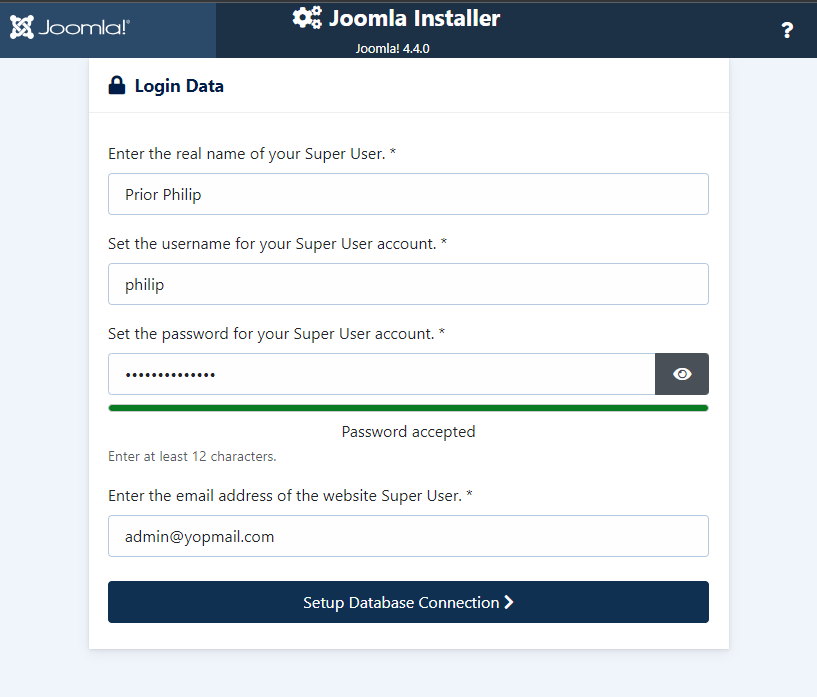 Joomla!®
Joomla Installer
Joomla! 4.4.0
?
Login Data
Enter the real name of your Super User. *
Prior Philip
Set the username for your Super User account. *
philip
Set the password for your Super User account. *
••••••••••••••
Password accepted
Enter at least 12 characters.
Enter the email address of the website Super User. *
admin@yopmail.com
Setup Database Connection